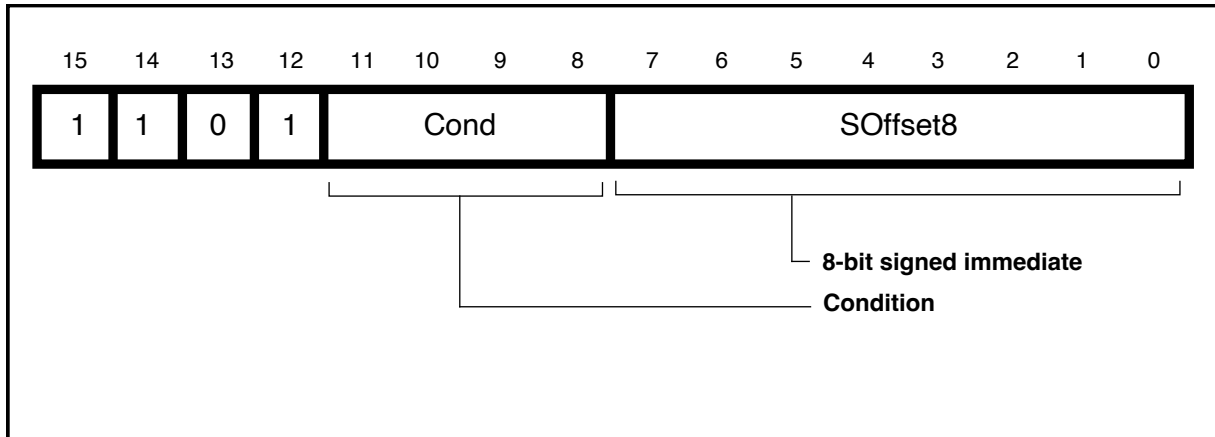 15 14 13 12 11 10 9 8 7 6 5 4 3 2 1 0
1 1 0 1 Cond SOffset8
8-bit signed immediate
Condition